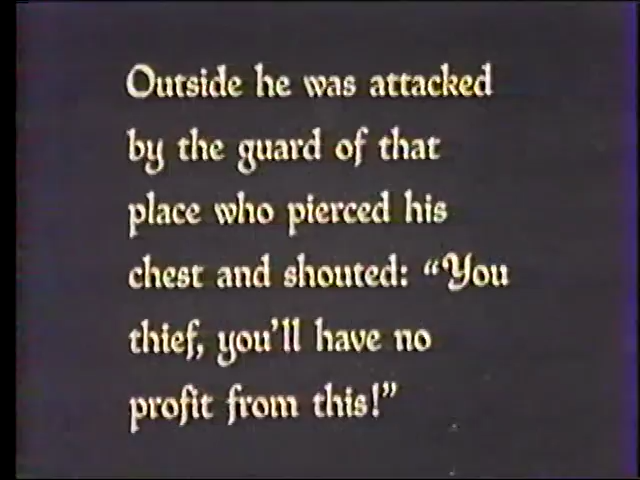 Outside he was attacked
by the guard of that
place who pierced his
chest and shouted: “You
thief, you’ll have no
profit from this!”